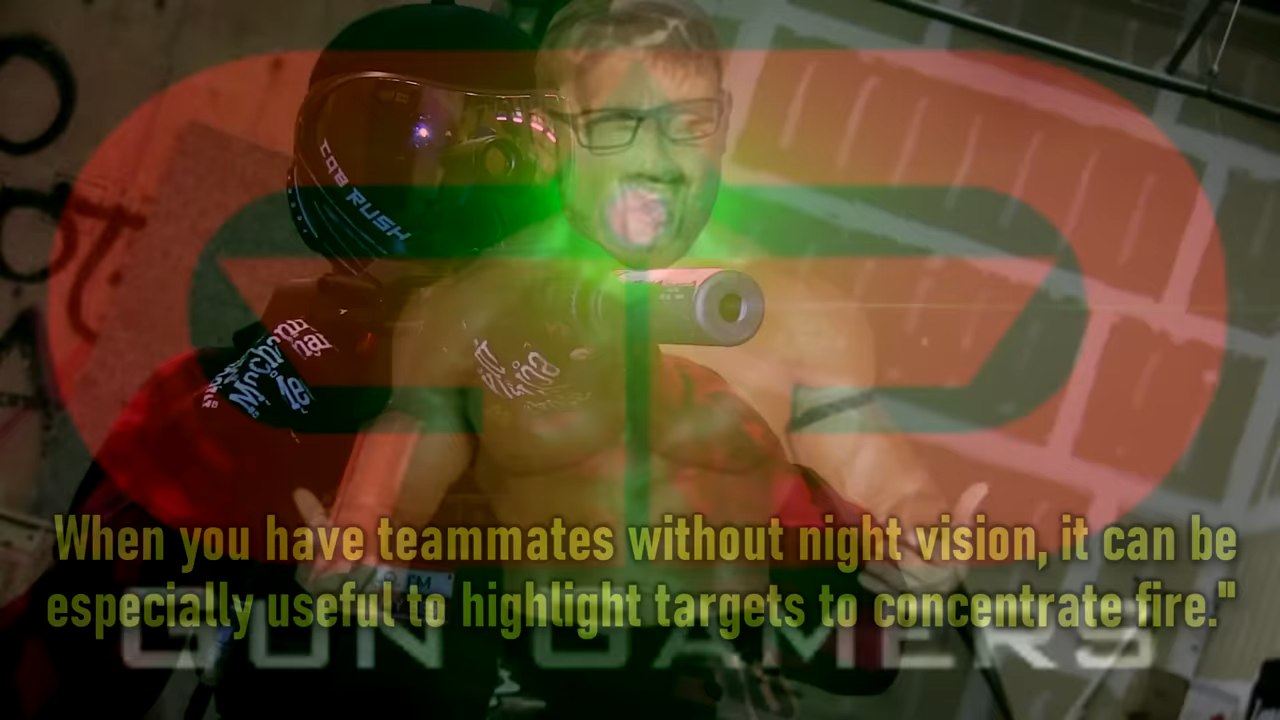 CQB RUSH
When you have teammates without night vision, it can be
especially useful to highlight targets to concentrate fire."
GUN GAMERS